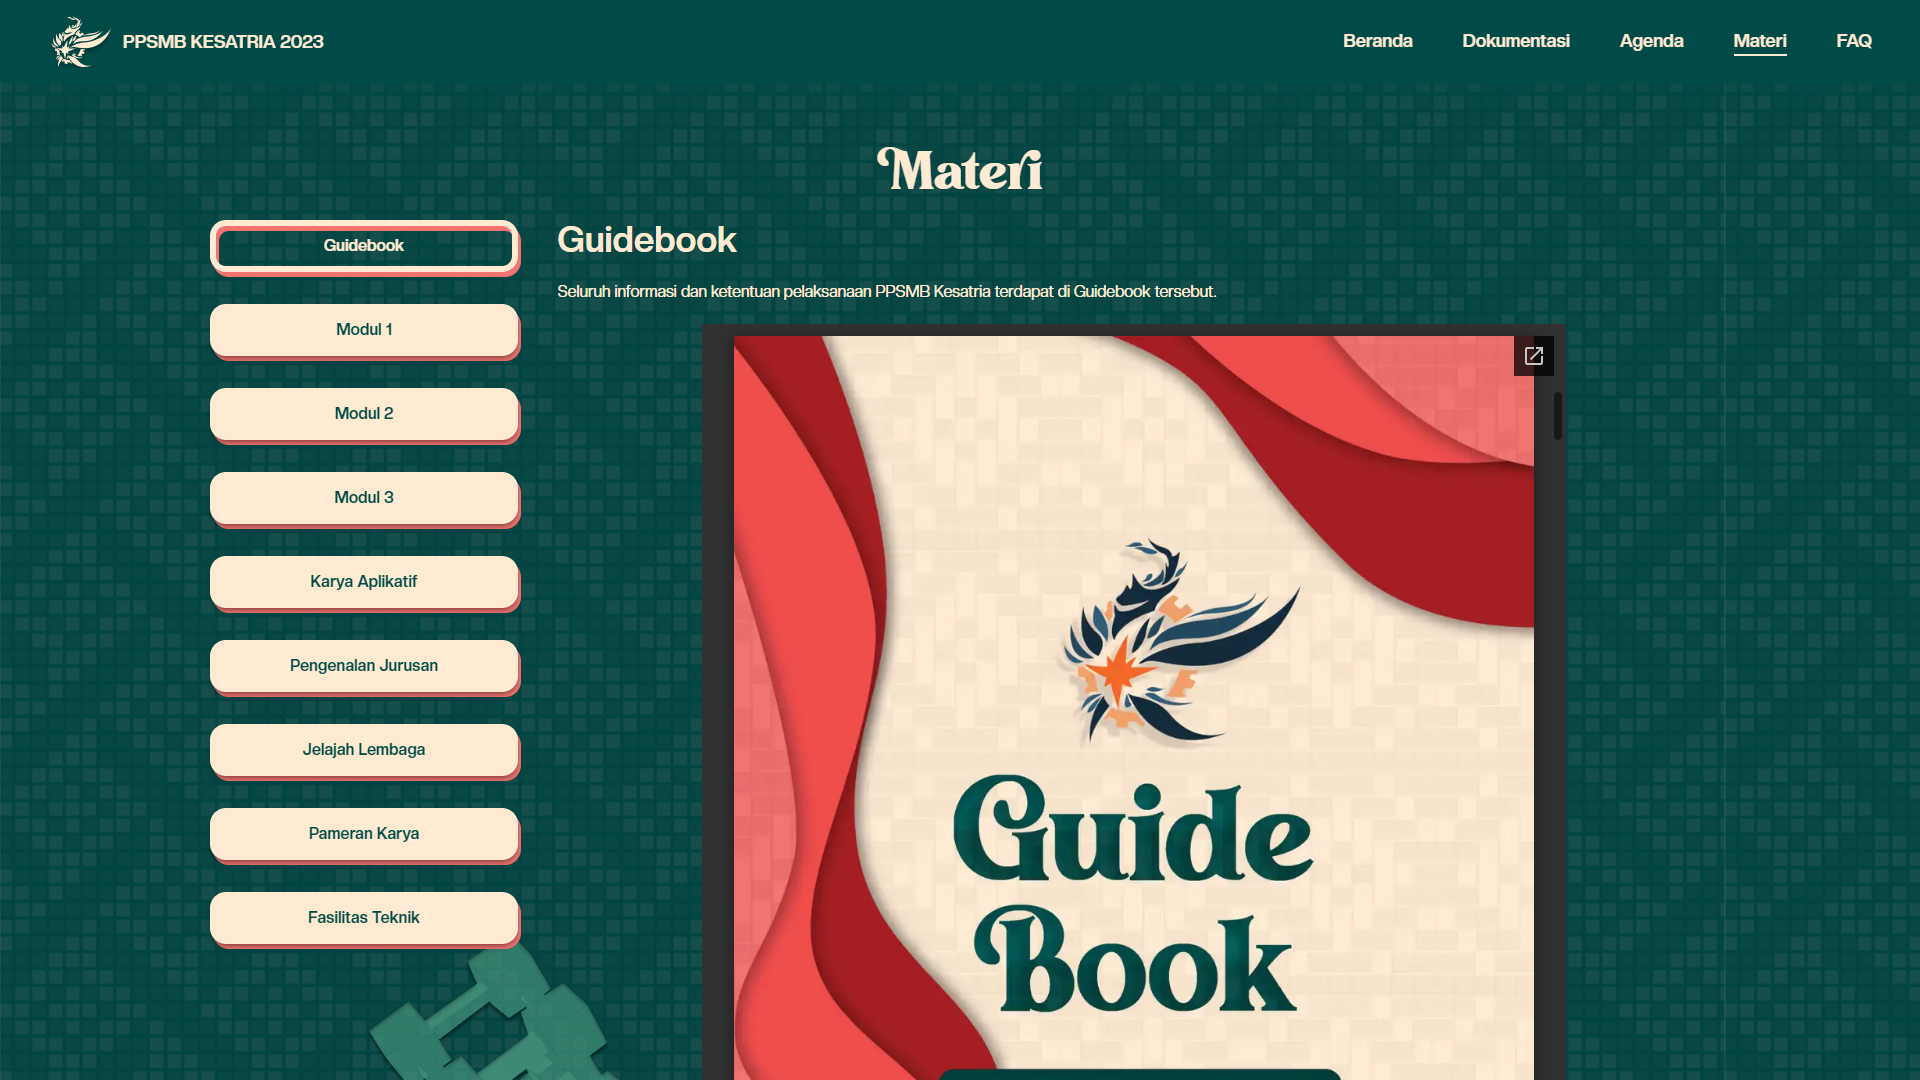 PPSMB KESATRIA 2023
Beranda
Dokumentasi
Agenda
Materi
FAQ
Materi
Guidebook
Modul 1
Modul 2
Modul 3
Karya Aplikatif
Pengenalan Jurusan
Jelajah Lembaga
Pameran Karya
Fasilitas Teknik
Guidebook
Seluruh informasi dan ketentuan pelaksanaan PPSMB Kesatria terdapat di Guidebook tersebut.
Guide
Book